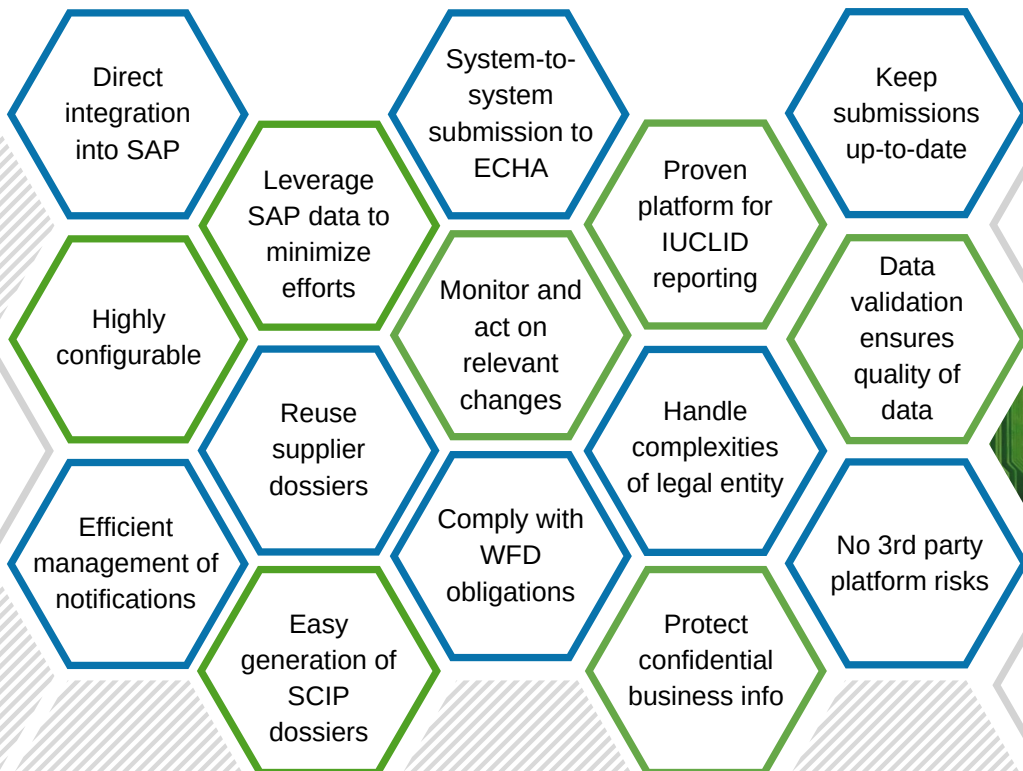 Direct
integration
into SAP
System-to-
system
submission to
ECHA
Keep
submissions
up-to-date
Leverage
SAP data to
minimize
efforts
Proven
platform for
IUCLID
reporting
Highly
configurable
Monitor and
act on
relevant
changes
Data
validation
ensures
quality of
data
Reuse
supplier
dossiers
Handle
complexities
of legal entity
Efficient
management of
notifications
Comply with
WFD
obligations
No 3rd party
platform risks
Easy
generation of
SCIP
dossiers
Protect
confidential
business info